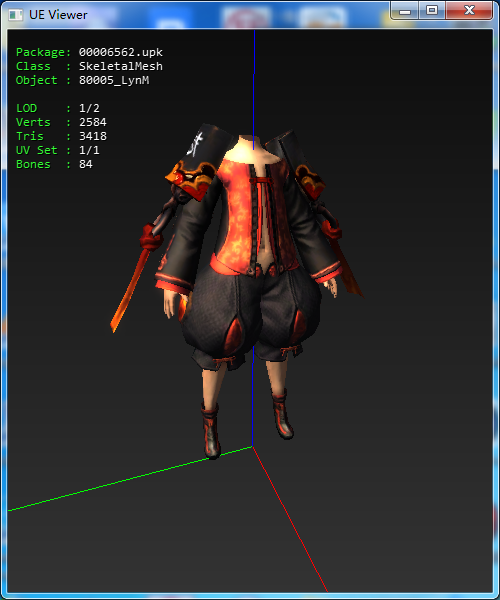 UE Viewer
Package: 00006562.upk
Class : SkeletalMesh
Object : 80005_LynM
LOD : 1/2
Verts : 2584
Tris : 3418
UV Set : 1/1
Bones : 84